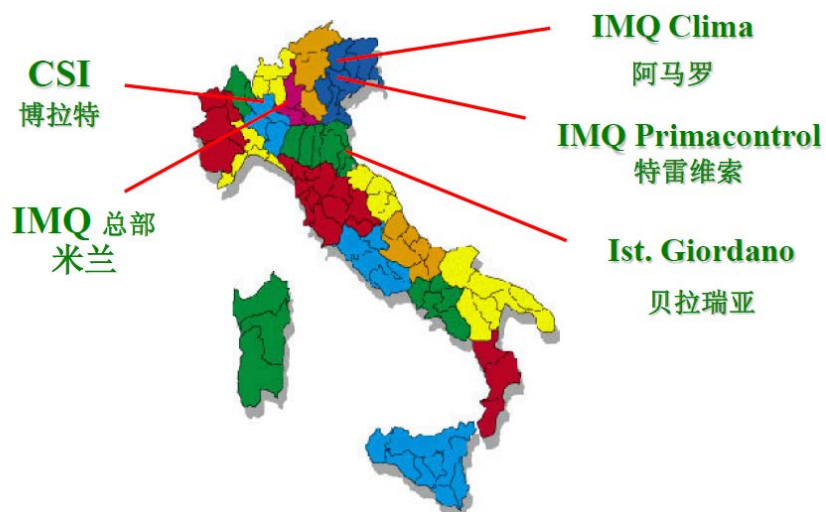 CSI
博拉特
IMQ 总部
米兰
IMQ Clima
阿马罗
IMQ Primacontrol
特雷维索
Ist. Giordano
贝拉瑞亚